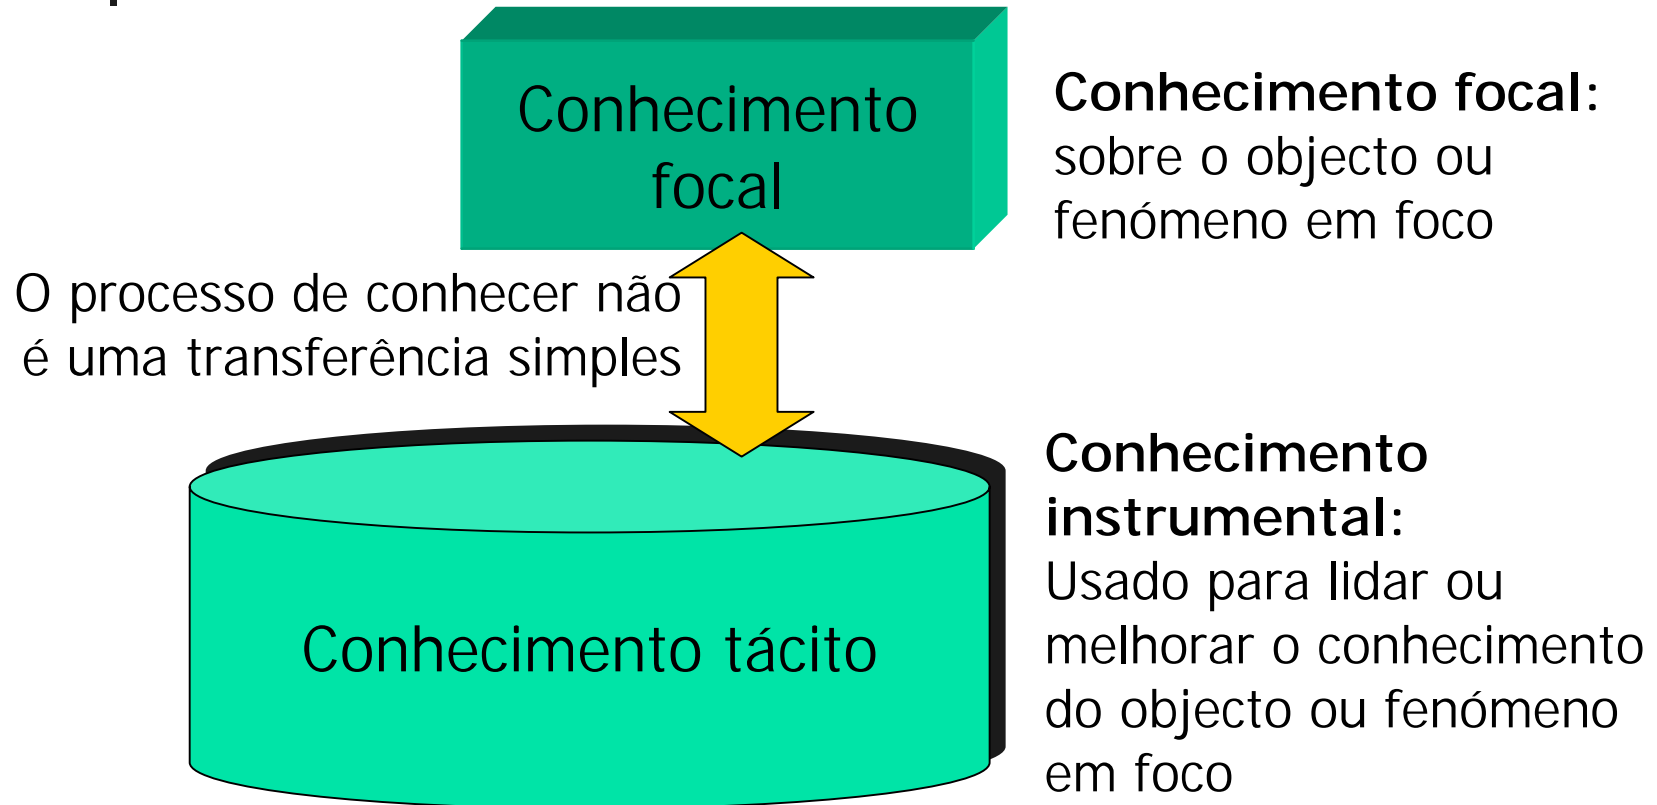 Conhecimento
focal
Conhecimento focal:
sobre o objecto ou
fenómeno em foco
O processo de conhecer não
é uma transferência simples
Conhecimento tácito
Conhecimento
instrumental:
Usado para lidar ou
melhorar o conhecimento
do objecto ou fenómeno
em foco